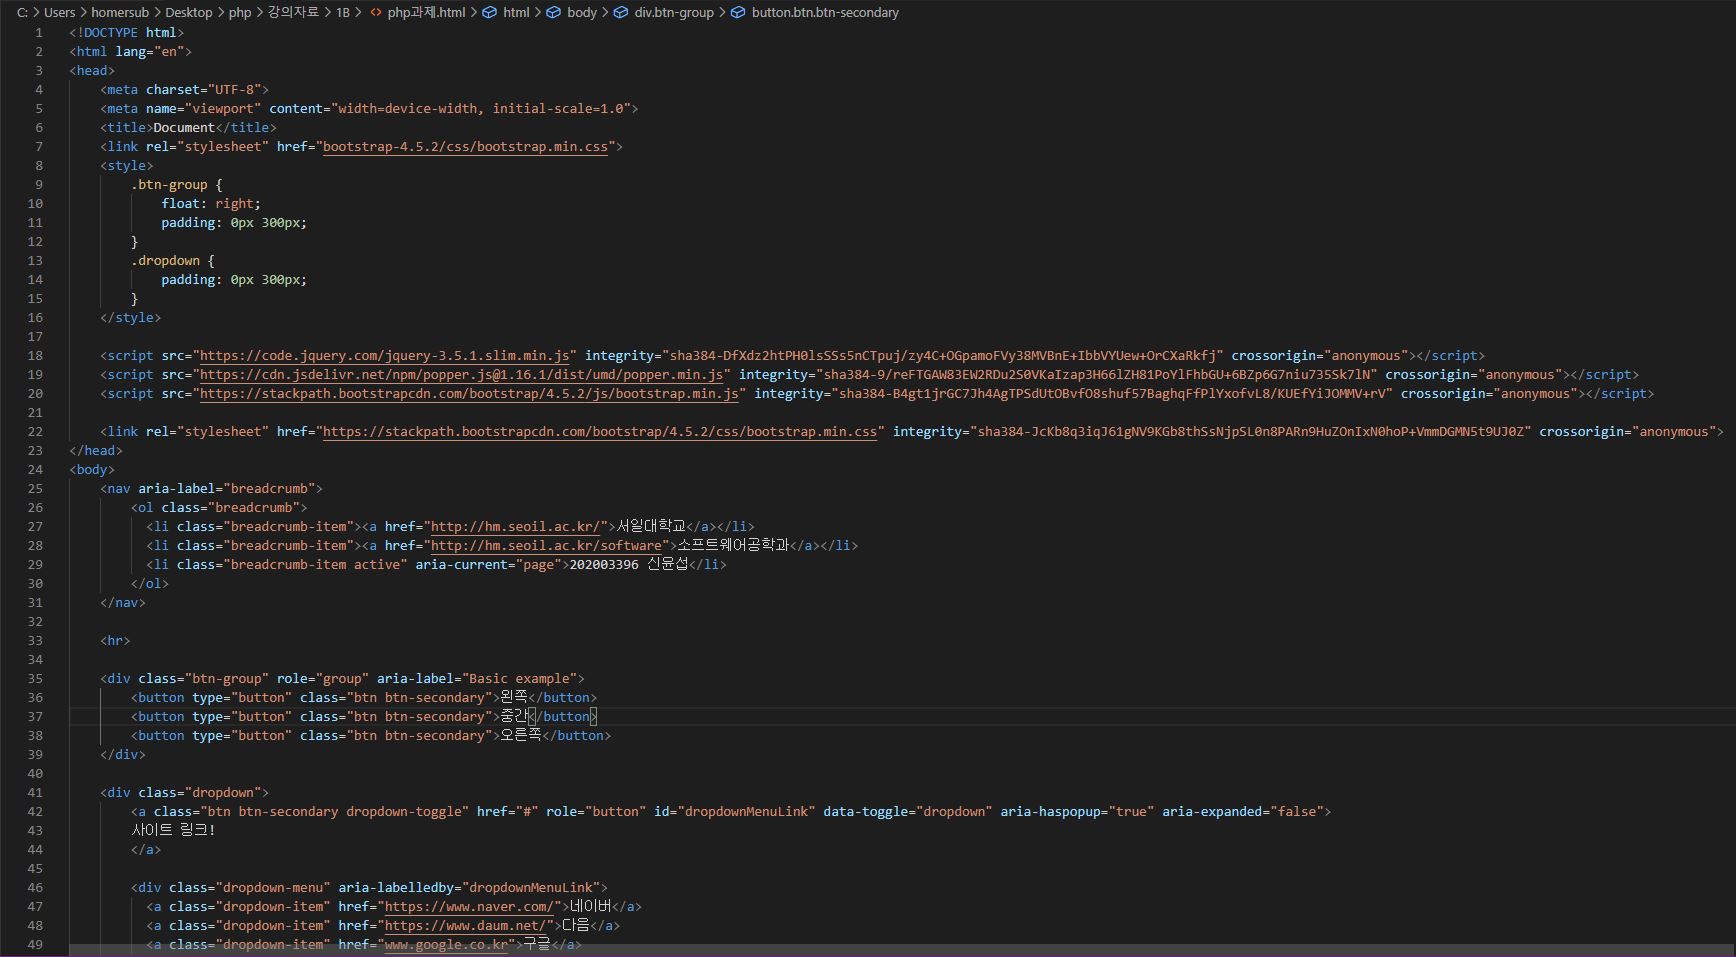 C: > Users > homersub > Desktop > php > 강의자료 > 1B > <> php과제.html > html > body > div.btn-group > button.btn.btn-secondary
1 <!DOCTYPE html>
2 <html lang="en">
3 <head>
4 <meta charset="UTF-8">
5 <meta name="viewport" content="width=device-width, initial-scale=1.0">
6 <title>Document</title>
7 <link rel="stylesheet" href="bootstrap-4.5.2/css/bootstrap.min.css">
8 <style>
9 .btn-group {
10 float: right;
11 padding: 0px 300px;
12 }
13 .dropdown {
14 padding: 0px 300px;
15 }
16 </style>
17
18 <script src="https://code.jquery.com/jquery-3.5.1.slim.min.js" integrity="sha384-DfXdz2htPH0lsSSs5nCTpuj/zy4C+OGpamoFVy38MVBnE+IbbVYUew+OrCXaRkfj" crossorigin="anonymous"></script>
19 <script src="https://cdn.jsdelivr.net/npm/popper.js@1.16.1/dist/umd/popper.min.js" integrity="sha384-9/reFTGAW83EW2RDu2S0VKaIzap3H66lZH81PoYlFhbGU+6BZp6G7niu735Sk7lN" crossorigin="anonymous"></script>
20 <script src="https://stackpath.bootstrapcdn.com/bootstrap/4.5.2/js/bootstrap.min.js" integrity="sha384-B4gt1jrGC7Jh4AgTPSdUtOBvfO8shuf57BaghqFfPlYxofvL8/KUEfYiJOMMV+rV" crossorigin="anonymous"></script>
21
22 <link rel="stylesheet" href="https://stackpath.bootstrapcdn.com/bootstrap/4.5.2/css/bootstrap.min.css" integrity="sha384-JcKb8q3iqJ61gNV9KGb8thSsNjpSL0n8PARn9HuZOnIxN0hoP+VmmDGMN5t9UJ0Z" crossorigin="anonymous">
23 </head>
24 <body>
25 <nav aria-label="breadcrumb">
26 <ol class="breadcrumb">
27 <li class="breadcrumb-item"><a href="http://hm.seoil.ac.kr/">서일대학교</a></li>
28 <li class="breadcrumb-item"><a href="http://hm.seoil.ac.kr/software">소프트웨어공학과</a></li>
29 <li class="breadcrumb-item active" aria-current="page">202003396 신윤섭</li>
30 </ol>
31 </nav>
32
33 <hr>
34
35 <div class="btn-group" role="group" aria-label="Basic example">
36 <button type="button" class="btn btn-secondary">왼쪽</button>
37 <button type="button" class="btn btn-secondary">중간</button>
38 <button type="button" class="btn btn-secondary">오른쪽</button>
39 </div>
40
41 <div class="dropdown">
42 <a class="btn btn-secondary dropdown-toggle" href="#" role="button" id="dropdownMenuLink" data-toggle="dropdown" aria-haspopup="true" aria-expanded="false">
43 사이트 링크!
44 </a>
45
46 <div class="dropdown-menu" aria-labelledby="dropdownMenuLink">
47 <a class="dropdown-item" href="https://www.naver.com/">네이버</a>
48 <a class="dropdown-item" href="https://www.daum.net/">다음</a>
49 <a class="dropdown-item" href="www.google.co.kr">구글</a>